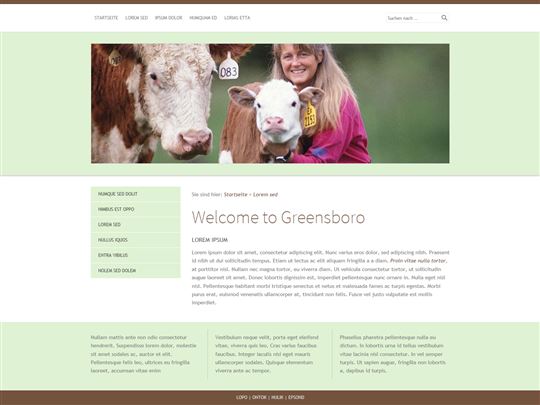 STARTSEITE LOREM SED IPSUM DOLOR HUMQUAM ED LORAS ETTA
Suchen nach ...
083
NUMQUE SED DOLIT
NIMBUS EST OPPO
LOREM SED
NULLUS IQUOS
EXTRA YIBILUS
NOLEM SED DOLEM
Sie sind hier: Startseite » Lorem sed
Welcome to Greensboro
LOREM IPSUM
Lorem ipsum dolor sit amet, consectetur adipiscing elit. Nunc varius eros dolor, sed adipiscing nibh. Praesent
id nibh ut dui sollicitudin tempus. Etiam ut lectus ac elit aliquam fringilla a a diam. Proin vitae nulla tortor,
at porttitor nisl. Nullam nec magna tortor, eu viverra diam. Ut vehicula consectetur tortor, ut sollicitudin
augue laoreet sit amet. Donec lobortis dignissim est, imperdiet pellentesque nunc ornare in. Nulla eget nisl
nisl. Pellentesque habitant morbi tristique senectus et netus et malesuada fames ac turpis egestas. Morbi
purus erat, euismod venenatis ullamcorper at, tincidunt non felis. Fusce vel justo vulputate est mollis
imperdiet.
Nullam mattis ante non odio consectetur
hendrerit. Suspendisse lorem dolor, molestie
sit amet sodales ac, auctor et elit.
Pellentesque felis leo, ultrices eu fringilla
laoreet, accumsan vitae enim
Vestibulum neque velit, porta eget eleifend
vitae, viverra quis leo. Cras varius faucibus
faucibus. Integer iaculis nisl eget mauris
ullamcorper sodales. Quisque elementum
tincidunt eros quis fringilla.
Phasellus pharetra pellentesque nulla eu
dictum. In lobortis urna id tellus vestibulum
vitae lacinia nisl consectetur. In vel semper
turpis. Ut sapien augue, fringilla non lobortis
a, dapibus id turpis.
LOPO | ONTOK | HULIK | EPSOND